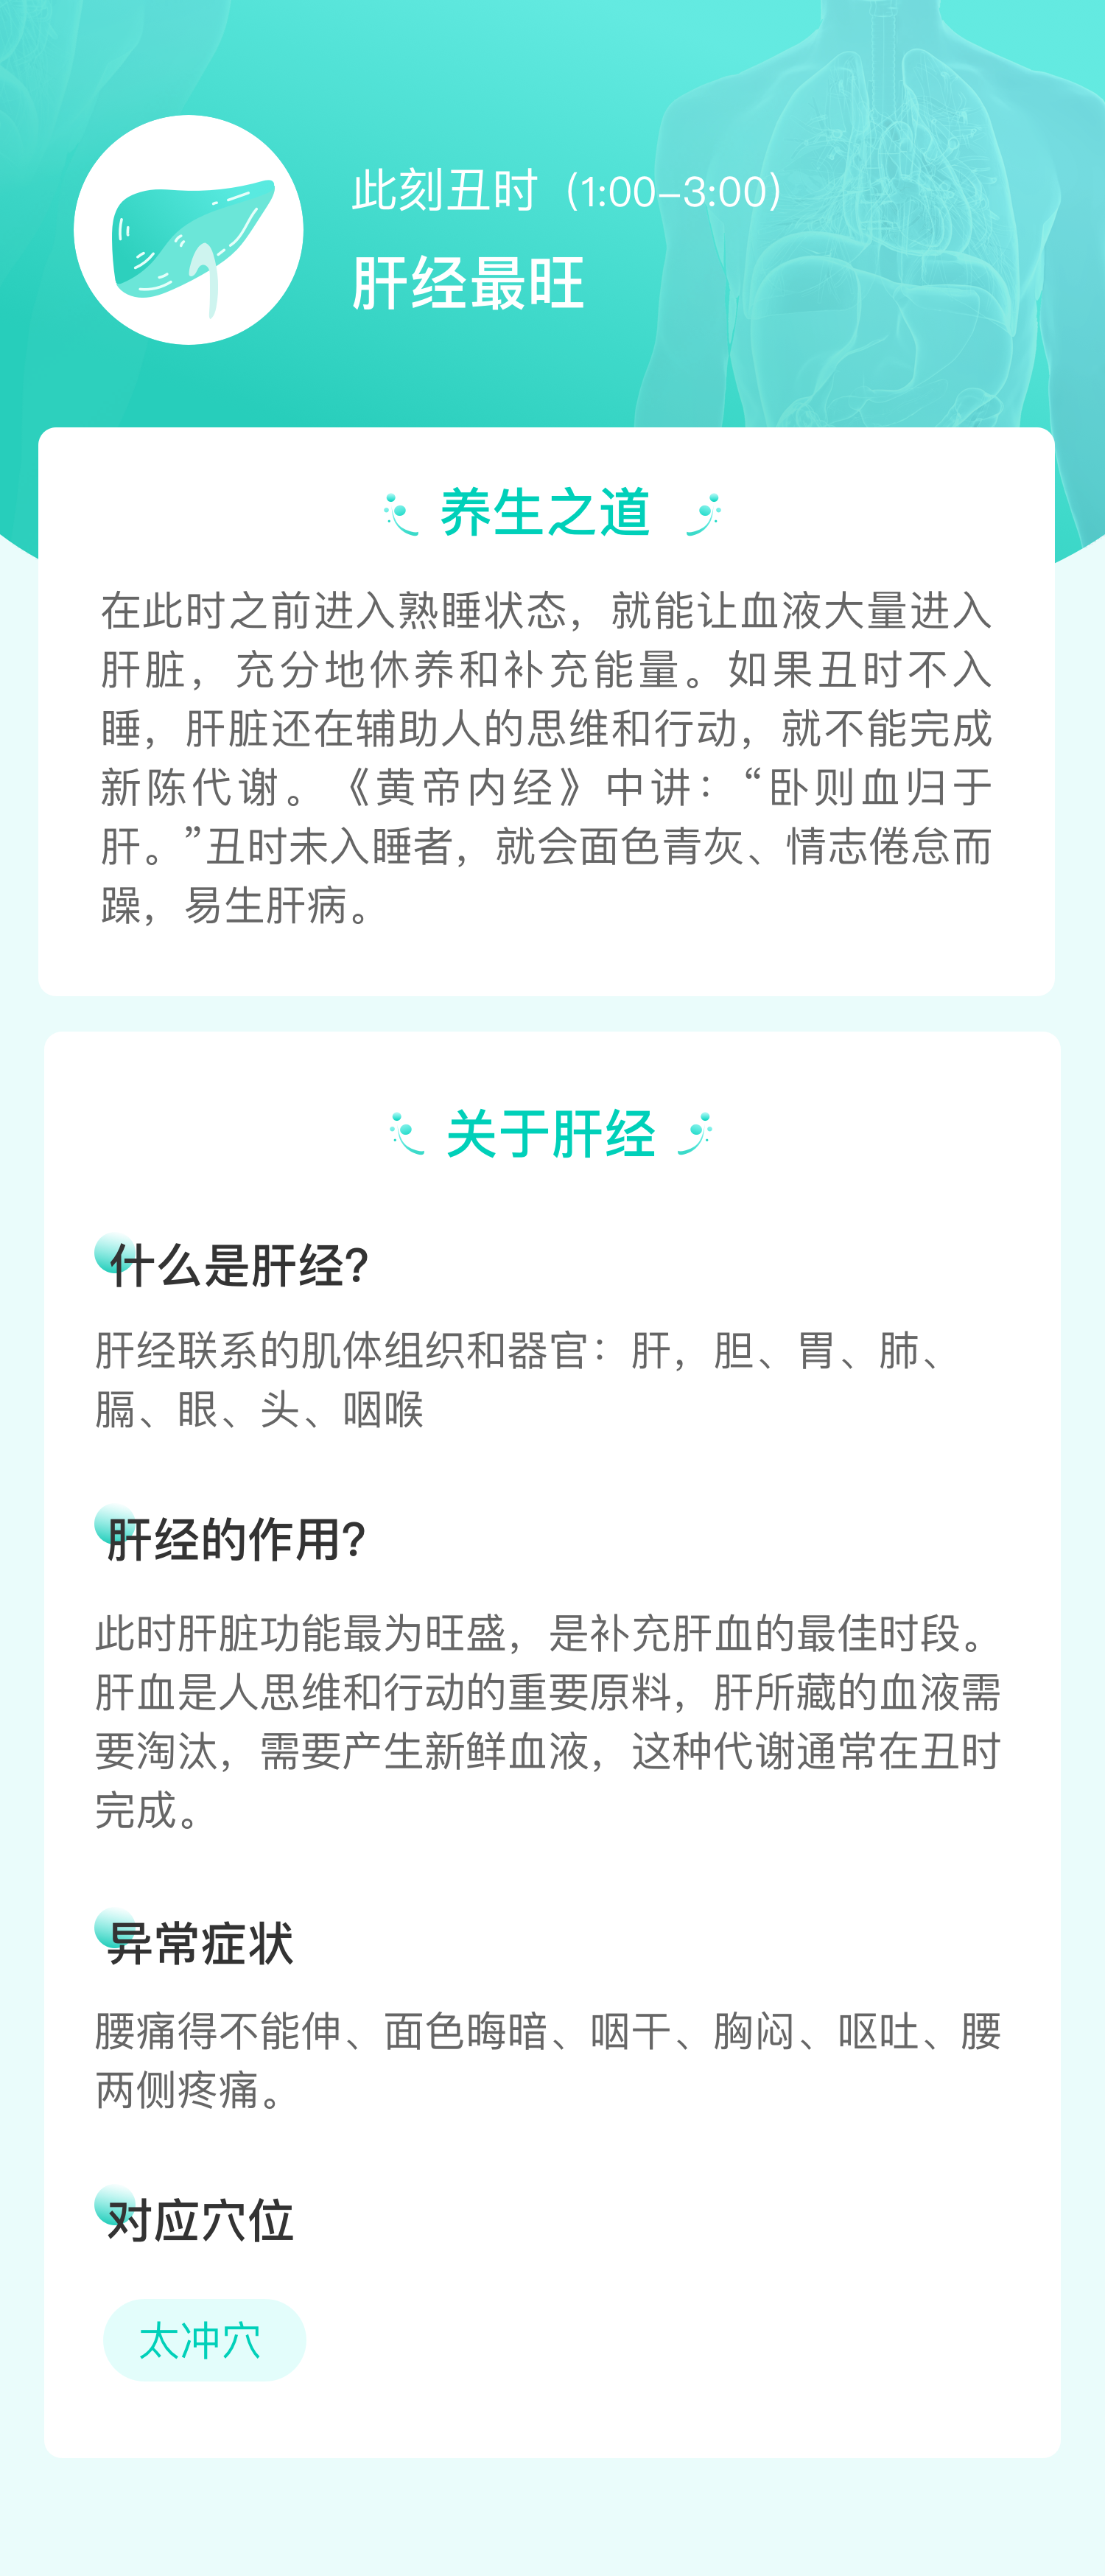 此刻丑时（1:00-3:00）
肝经最旺
养生之道
在此时之前进入熟睡状态，就能让血液大量进入
肝脏，充分地休养和补充能量。如果丑时不入
睡，肝脏还在辅助人的思维和行动，就不能完成
新陈代谢。《黄帝内经》中讲：“卧则血归于
肝。”丑时未入睡者，就会面色青灰、情志倦怠而
躁，易生肝病。
关于肝经
什么是肝经?
肝经联系的肌体组织和器官：肝，胆、胃、肺、
膈、眼、头、咽喉
肝经的作用?
此时肝脏功能最为旺盛，是补充肝血的最佳时段。
肝血是人思维和行动的重要原料，肝所藏的血液需
要淘汰，需要产生新鲜血液，这种代谢通常在丑时
完成。
异常症状
腰痛得不能伸、面色晦暗、咽干、胸闷、呕吐、腰
两侧疼痛。
对应穴位
太冲穴